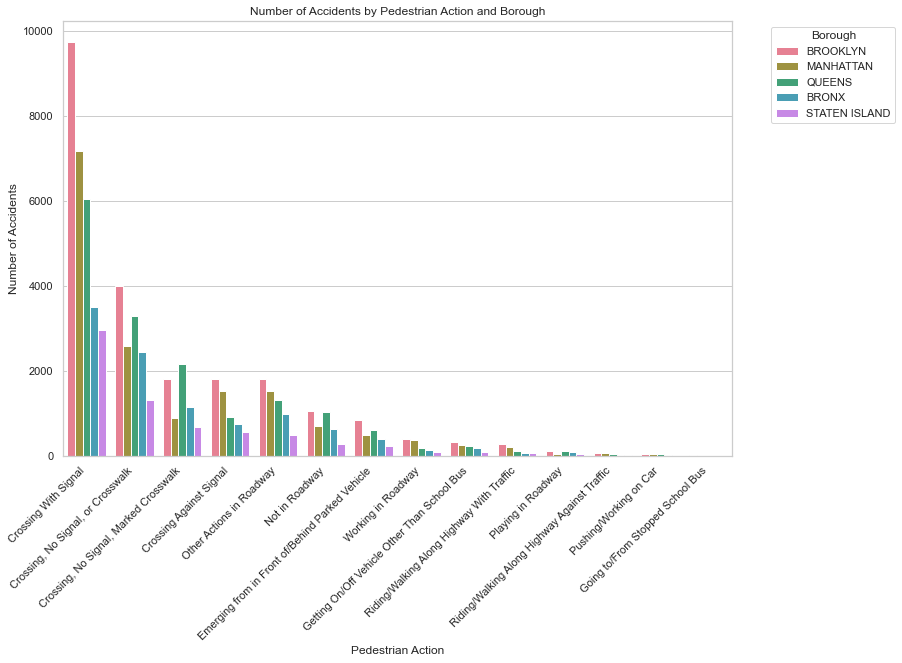 Number of Accidents by Pedestrian Action and Borough
Number of Accidents
10000
8000
6000
4000
2000
0
Crossing With Signal
Crossing, No Signal, or Crosswalk
Crossing, No Signal, Marked Crosswalk
Crossing Against Signal
Other Actions in Roadway
Not in Roadway
Emerging from in Front of/Behind Parked Vehicle
Working in Roadway
Getting On/Off Vehicle Other Than School Bus
Riding/Walking Along Highway With Traffic
Playing in Roadway
Riding/Walking Along Highway Against Traffic
Pushing/Working on Car
Going to/From Stopped School Bus
Pedestrian Action
Borough
BROOKLYN
MANHATTAN
QUEENS
BRONX
STATEN ISLAND